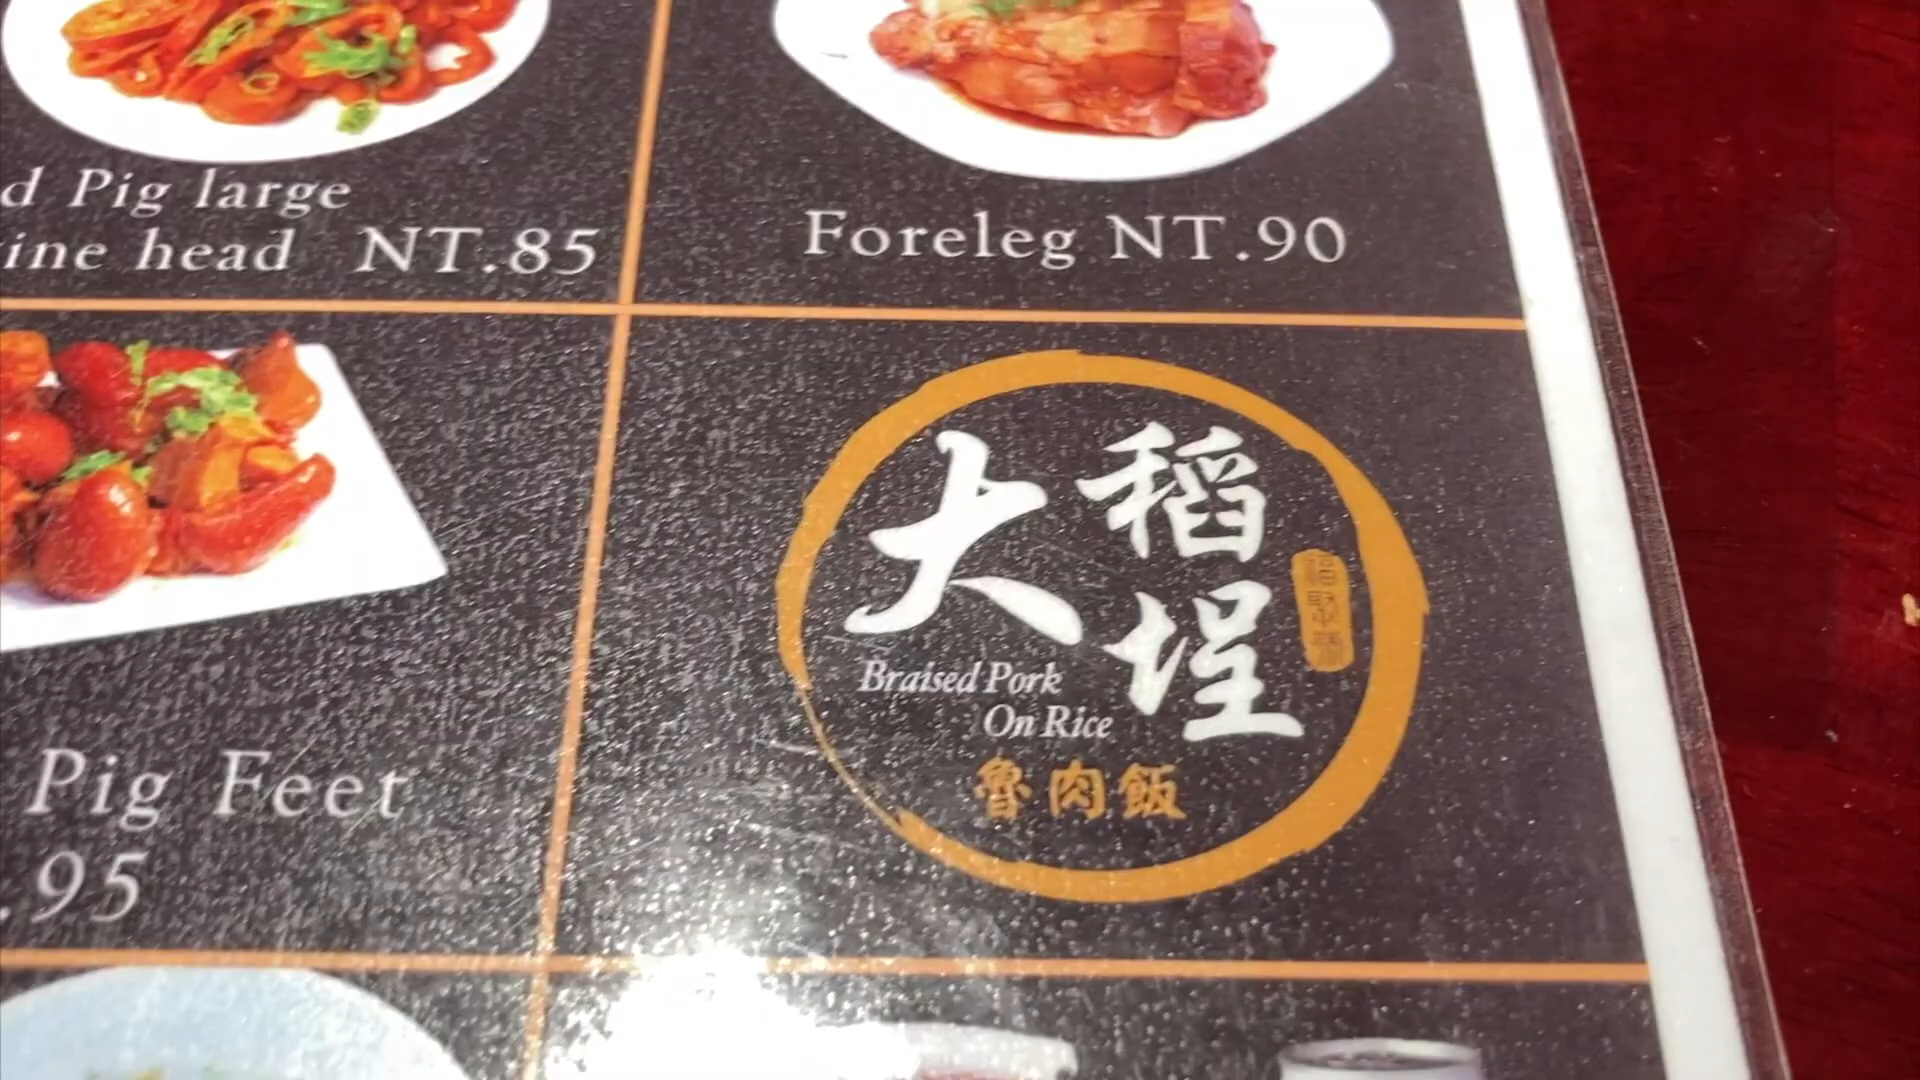 d Pig large
ine head NT.85
Foreleg NT.90
Pig Feet
.95
大稻埕
Braised Pork
On Rice
魯肉飯